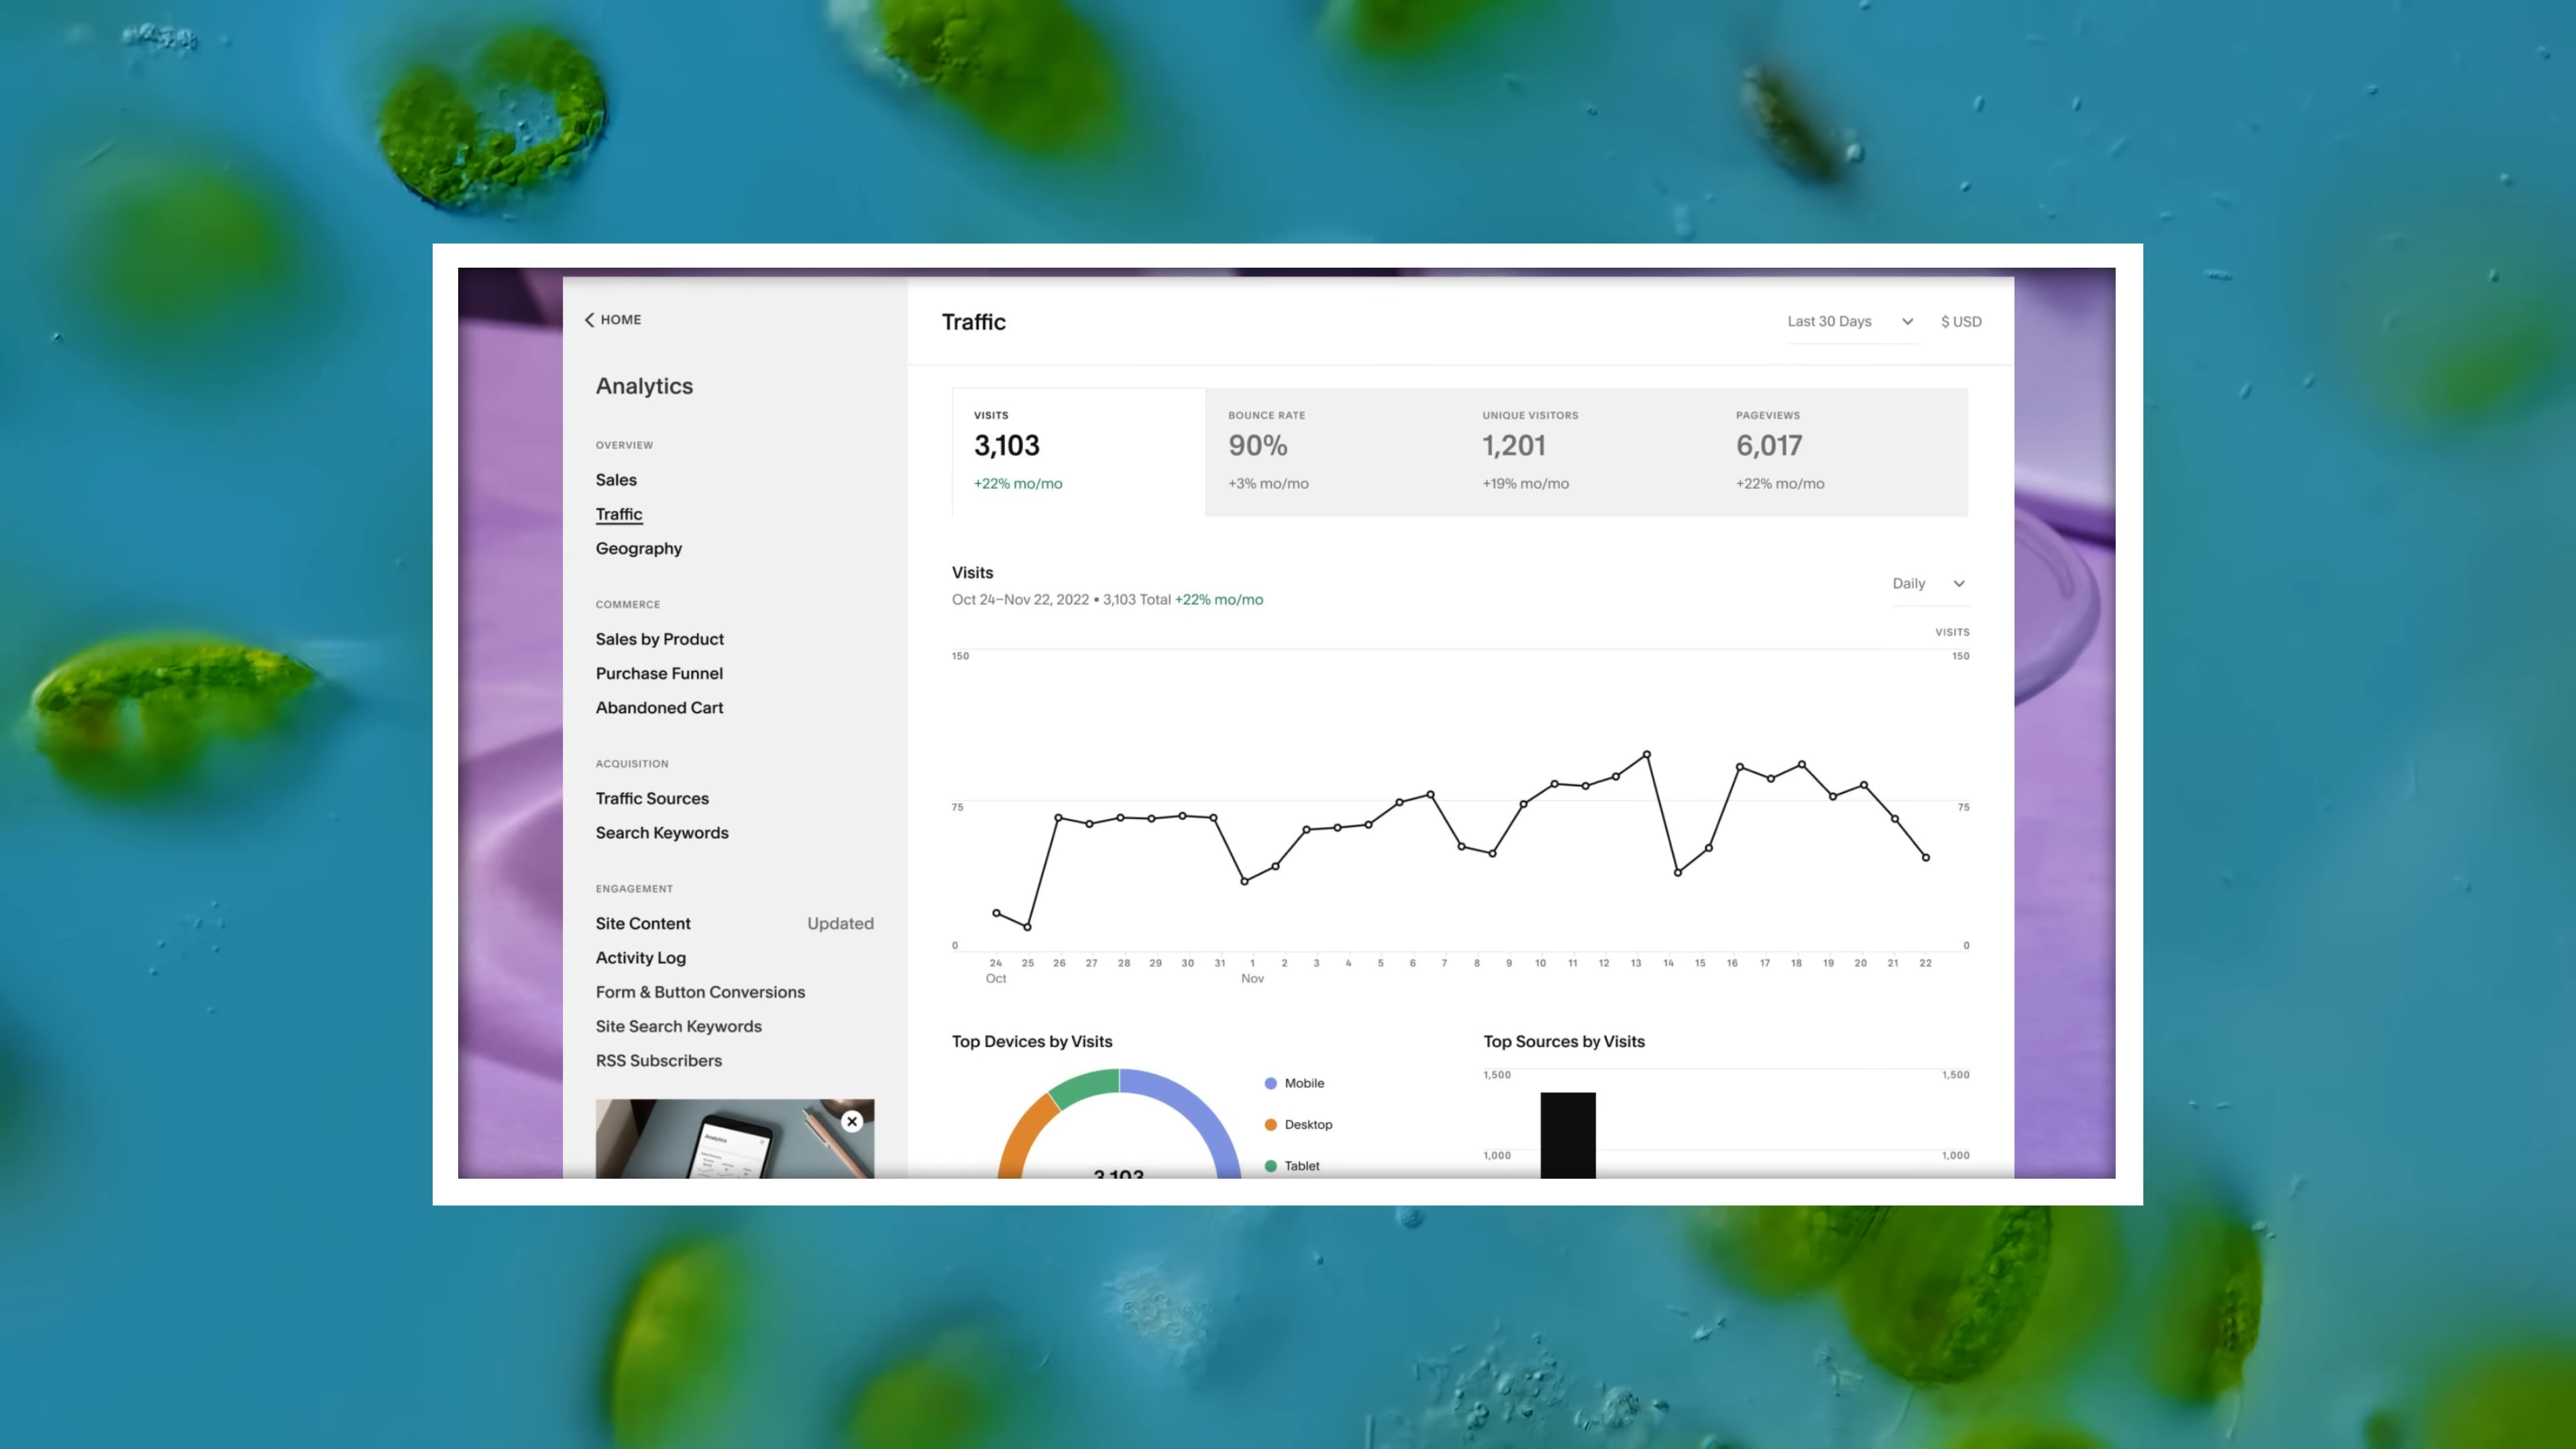 HOME
Analytics
OVERVIEW
Sales
Traffic
Geography
COMMERCE
Sales by Product
Purchase Funnel
Abandoned Cart
ACQUISITION
Traffic Sources
Search Keywords
ENGAGEMENT
Site Content Updated
Activity Log
Form & Button Conversions
Site Search Keywords
RSS Subscribers
Analytics
Traffic
Last 30 Days $ USD
VISITS BOUNCE RATE UNIQUE VISITORS PAGEVIEWS
3,103 90% 1,201 6,017
+22% mo/mo +3% mo/mo +19% mo/mo +22% mo/mo
Visits
Daily
Oct 24–Nov 22, 2022 • 3,103 Total +22% mo/mo
VISITS
150 150
75 75
0 0
24 25 26 27 28 29 30 31 1 2 3 4 5 6 7 8 9 10 11 12 13 14 15 16 17 18 19 20 21 22
Oct Nov
Top Devices by Visits
Mobile
Desktop
Tablet
3,103
Top Sources by Visits
1,500 1,500
1,000 1,000